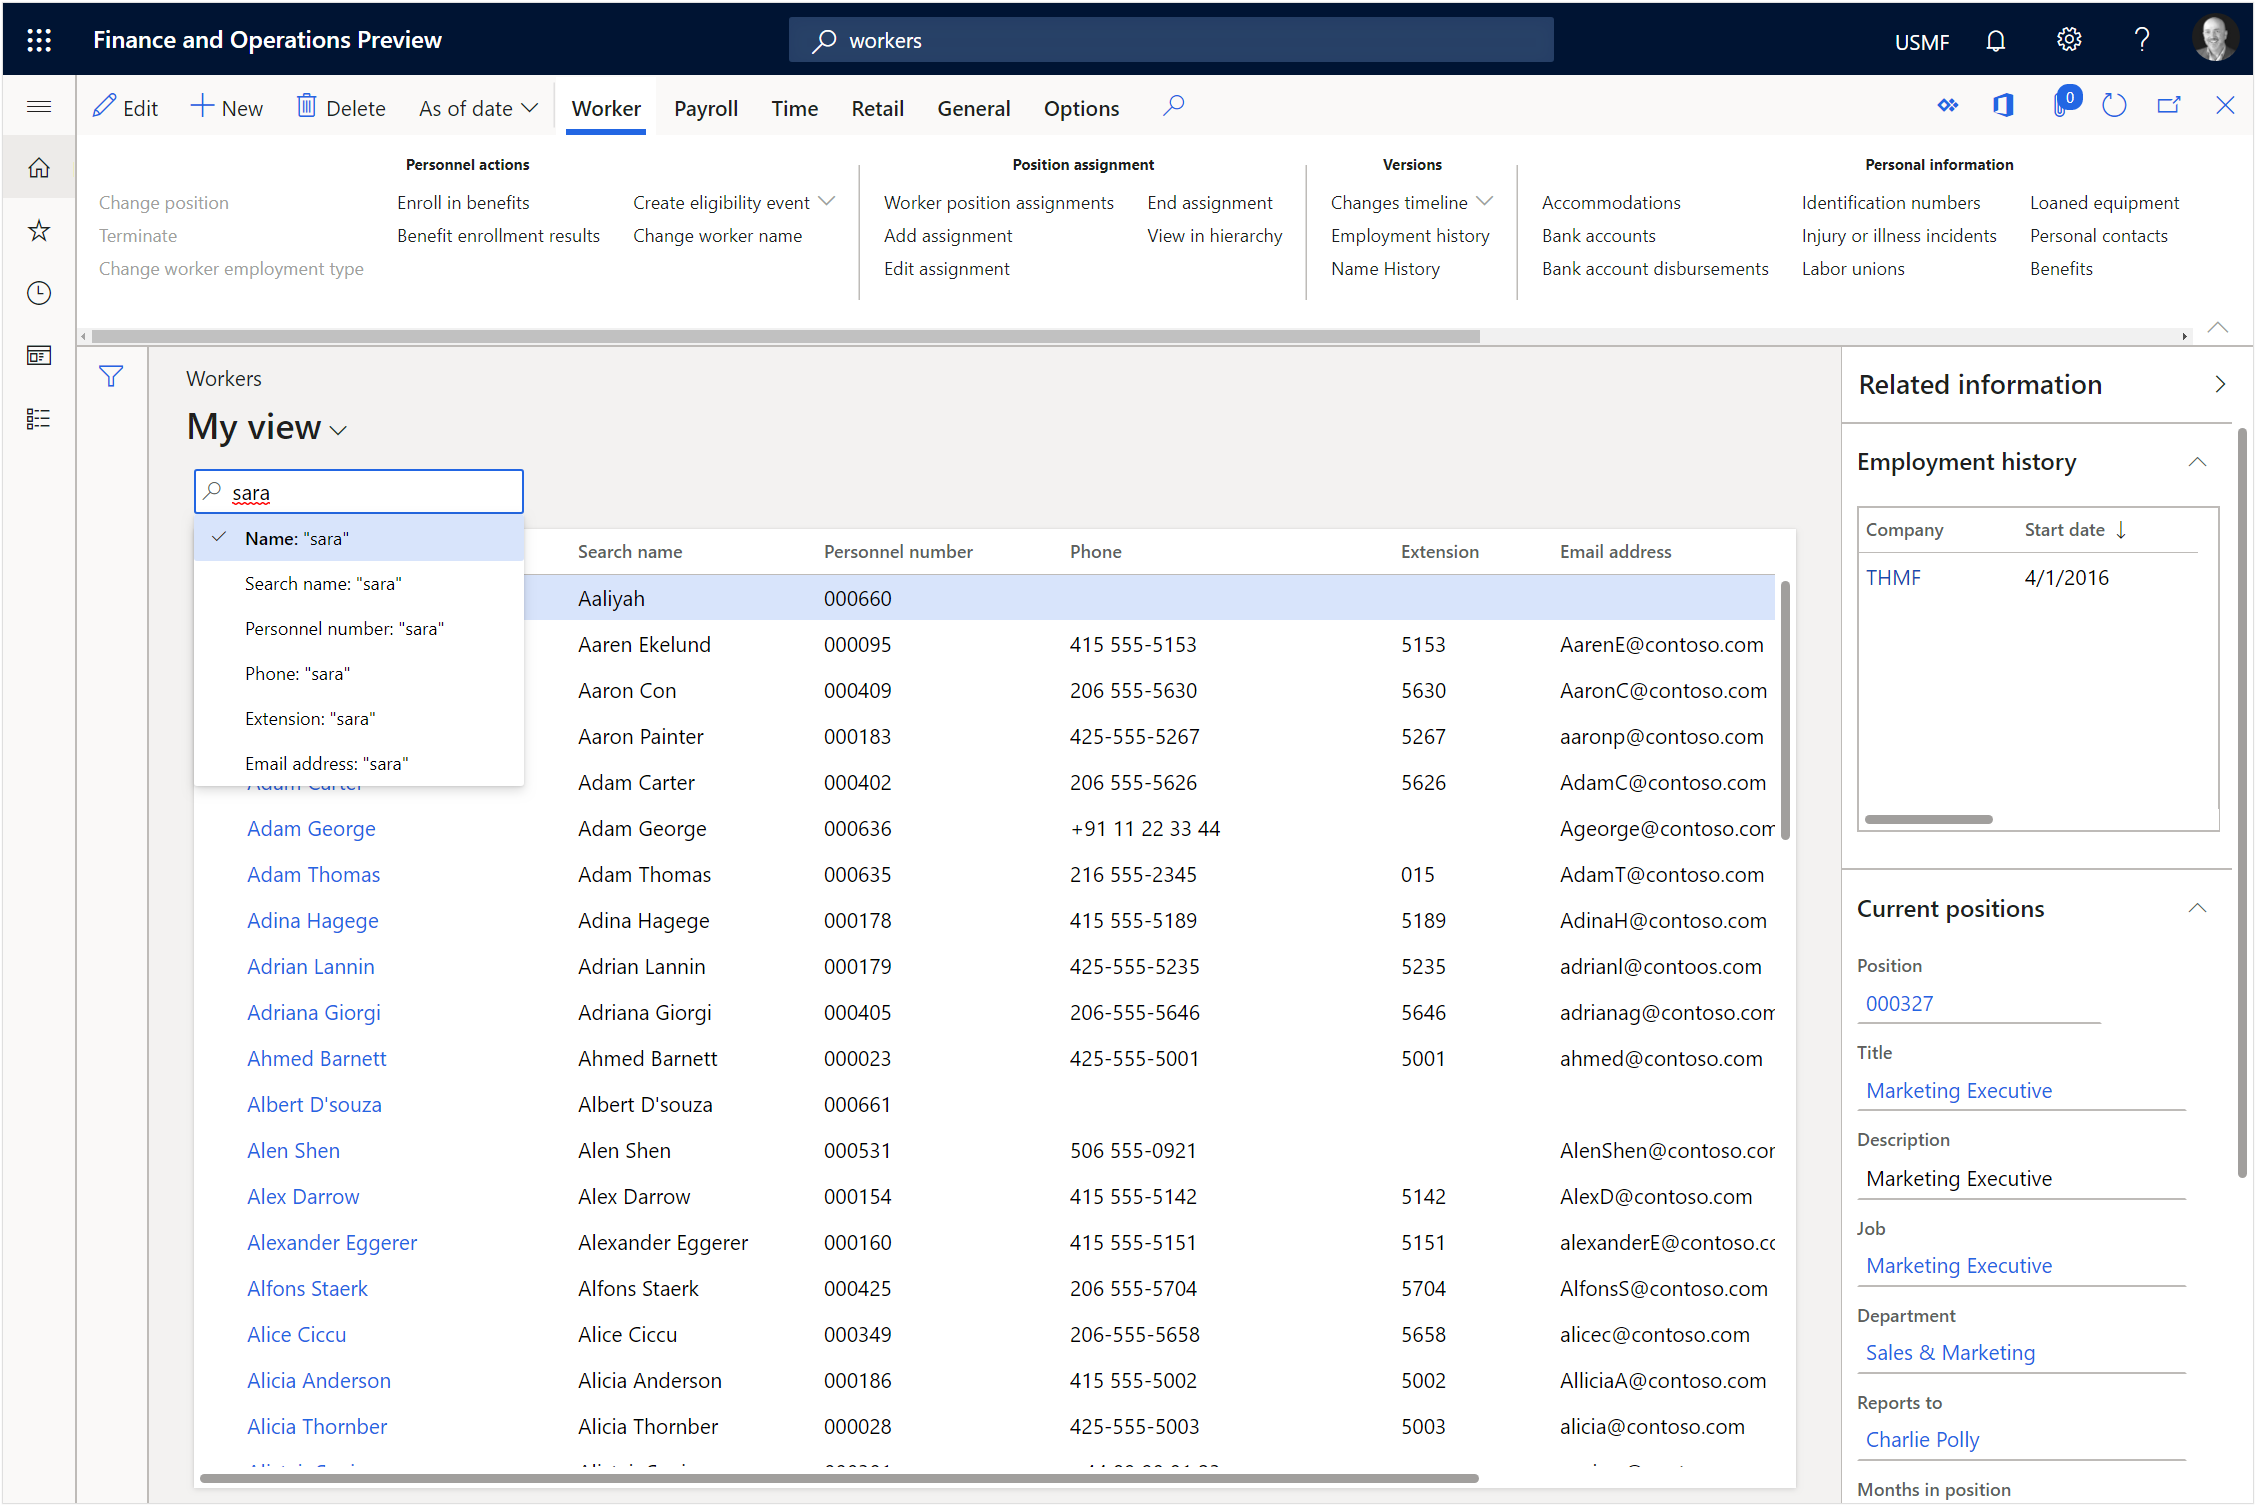 Finance and Operations Preview
workers
USMF
?
Edit New Delete As of date Worker Payroll Time Retail General Options
0
Personnel actions
Change position Enroll in benefits Create eligibility event
Terminate Benefit enrollment results Change worker name
Change worker employment type
Position assignment
Worker position assignments End assignment
Add assignment View in hierarchy
Edit assignment
Versions
Changes timeline
Employment history
Name History
Personal information
Accommodations Identification numbers Loaned equipment
Bank accounts Injury or illness incidents Personal contacts
Bank account disbursements Labor unions Benefits
Workers
My view
sara
Name: "sara"
Search name: "sara"
Personnel number: "sara"
Phone: "sara"
Extension: "sara"
Email address: "sara"
Search name Personnel number Phone Extension Email address
Aaliyah 000660
Aaren Ekelund 000095 415 555-5153 5153 AarenE@contoso.com
Aaron Con 000409 206 555-5630 5630 AaronC@contoso.com
Aaron Painter 000183 425-555-5267 5267 aaronp@contoso.com
Adam Carter 000402 206 555-5626 5626 AdamC@contoso.com
Adam George Adam George 000636 +91 11 22 33 44 Ageorge@contoso.com
Adam Thomas Adam Thomas 000635 216 555-2345 015 AdamT@contoso.com
Adina Hagege Adina Hagege 000178 415 555-5189 5189 AdinaH@contoso.com
Adrian Lannin Adrian Lannin 000179 425-555-5235 5235 adrianl@contoos.com
Adriana Giorgi Adriana Giorgi 000405 206-555-5646 5646 adrianag@contoso.com
Ahmed Barnett Ahmed Barnett 000023 425-555-5001 5001 ahmed@contoso.com
Albert D'souza Albert D'souza 000661
Alen Shen Alen Shen 000531 506 555-0921 AlenShen@contoso.cor
Alex Darrow Alex Darrow 000154 415 555-5142 5142 AlexD@contoso.com
Alexander Eggerer Alexander Eggerer 000160 415 555-5151 5151 alexanderE@contoso.cc
Alfons Staerk Alfons Staerk 000425 206 555-5704 5704 AlfonsS@contoso.com
Alice Ciccu Alice Ciccu 000349 206-555-5658 5658 alicec@contoso.com
Alicia Anderson Alicia Anderson 000186 415 555-5002 5002 AlliciaA@contoso.com
Alicia Thornber Alicia Thornber 000028 425-555-5003 5003 alicia@contoso.com
Related information
Employment history
Company Start date
THMF 4/1/2016
Current positions
Position
000327
Title
Marketing Executive
Description
Marketing Executive
Job
Marketing Executive
Department
Sales & Marketing
Reports to
Charlie Polly
Months in position